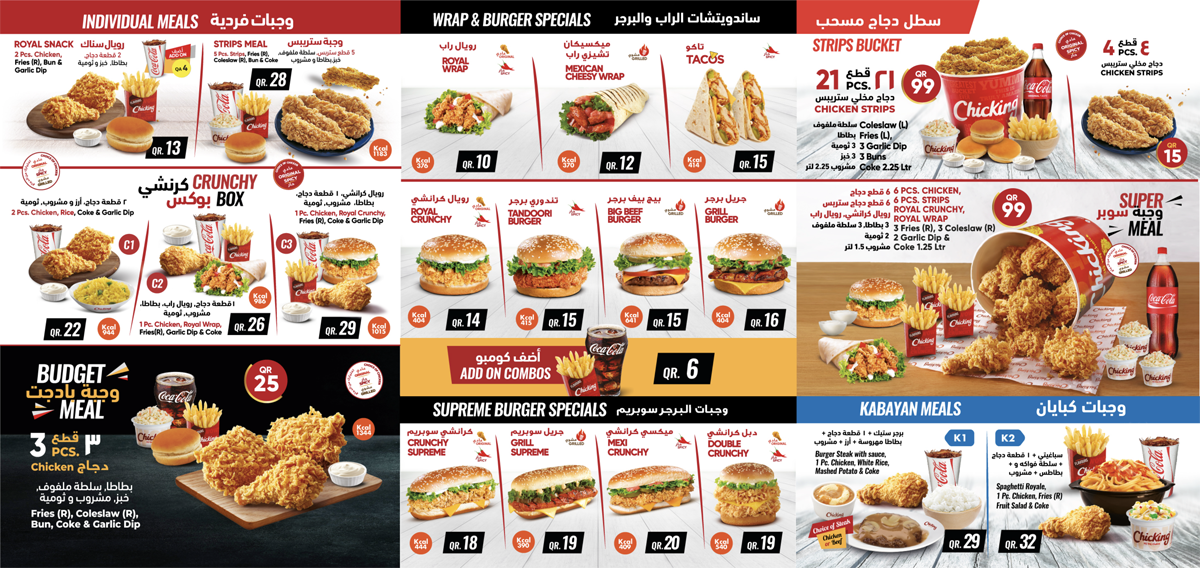 INDIVIDUAL MEALS وجبات فردية
ROYAL SNACK رويال سناك
2 Pcs. Chicken, ٢ قطعة دجاج,
Fries (R), Bun & بطاطا, خبز و ثومية
Garlic Dip
ADD ON
QR 4
QR. 13
STRIPS MEAL وجبة ستريبس
5 Pcs. Strips, Fries (R), ٥ قطع ستريبس,
Coleslaw (R), Bun & Coke
QR. 28
Kcal
1183
كرنشي CRUNCHY
بوكس BOX
ORIGINAL
SPICY
GRILLED
٢ قطعة دجاج, أرز و مشروب, وثومية
2 Pcs. Chicken, Rice, Coke & Garlic Dip
C1
QR. 22
Kcal
944
C2
Kcal
986
١ قطعة دجاج, رويال راب, بطاطا,
مشروب, وثومية
1 Pc. Chicken, Royal Wrap,
Fries(R), Garlic Dip & Coke
QR. 26
رويال كرانشي, ١ قطعة دجاج,
بطاطا, مشروب, وثومية
1 Pc. Chicken, Royal Crunchy,
Fries (R), Coke & Garlic Dip
C3
QR. 29
Kcal
1015
BUDGET
وجبة بادجت
MEAL
QR
25
3 قطع ٣
PCS.
Chicken دجاج
بطاطا, سلطة ملفوف,
خبز, مشروب و ثومية
Fries (R), Coleslaw (R),
Bun, Coke & Garlic Dip
Kcal
1344
WRAP & BURGER SPECIALS ساندويتشات الراب والبرجر
رويال راب
ROYAL
WRAP
Kcal
376
QR. 10
ميكسيكان
تشيزي راب
MEXICAN
CHEESY WRAP
Kcal
370
QR. 12
تاكو
TACOS
Kcal
414
QR. 15
رويال كرانشي
ROYAL
CRUNCHY
Kcal
404
QR. 14
تندوري برجر
TANDOORI
BURGER
Kcal
415
QR. 15
بيج بيف برجر
BIG BEEF
BURGER
Kcal
641
QR. 15
جريل برجر
GRILL
BURGER
Kcal
404
QR. 16
أضف كومبو
ADD ON COMBOS
QR. 6
SUPREME BURGER SPECIALS وجبات البرجر سوبريم
كرانشي سوبريم
CRUNCHY
SUPREME
Kcal
444
QR. 18
جريل سوبريم
GRILL
SUPREME
Kcal
390
QR. 19
ميكسي كرانشي
MEXI
CRUNCHY
Kcal
409
QR. 20
دبل كرانشي
DOUBLE
CRUNCHY
Kcal
540
QR. 19
سطل دجاج مسحب
STRIPS BUCKET
21 قطع ٢١
PCS.
دجاج مخلي ستريبس
CHICKEN STRIPS
QR
99
سلطة ملفوف Coleslaw (L)
بطاطا Fries (L),
3 ثومية 3 Garlic Dip
3 خبز 3 Buns
مشروب 2.25 لتر Coke 2.25 Ltr
ORIGINAL
SPICY
4 قطع ٤
PCS.
دجاج مخلي ستريبس
CHICKEN STRIPS
QR
15
6 قطع دجاج 6 PCS. CHICKEN,
6 قطع دجاج ستريبس 6 PCS. STRIPS
رويال كرانشي, رويال راب ROYAL CRUNCHY,
ROYAL WRAP
3 بطاطا, 3 سلطة ملفوف 3 Fries (R), 3 Coleslaw (R)
2 ثومية 2 Garlic Dip &
مشروب 1.5 لتر Coke 1.25 Ltr
QR
99
SUPER
وجبة سوبر
MEAL
KABAYAN MEALS وجبات كبايان
K1
برجر ستيك + ١ قطعة دجاج +
بطاطا مهروسة + أرز + مشروب
Burger Steak with sauce,
1 Pc. Chicken, White Rice,
Mashed Potato & Coke
Choice of Steak
Chicken
or Beef
QR. 29
K2
سباغيتي + ١ قطعة دجاج
+ سلطة فواكه و +
بطاطس + مشروب
Spaghetti Royale,
1 Pc. Chicken, Fries (R)
Fruit Salad & Coke
QR. 32
Chicking
Coca-Cola